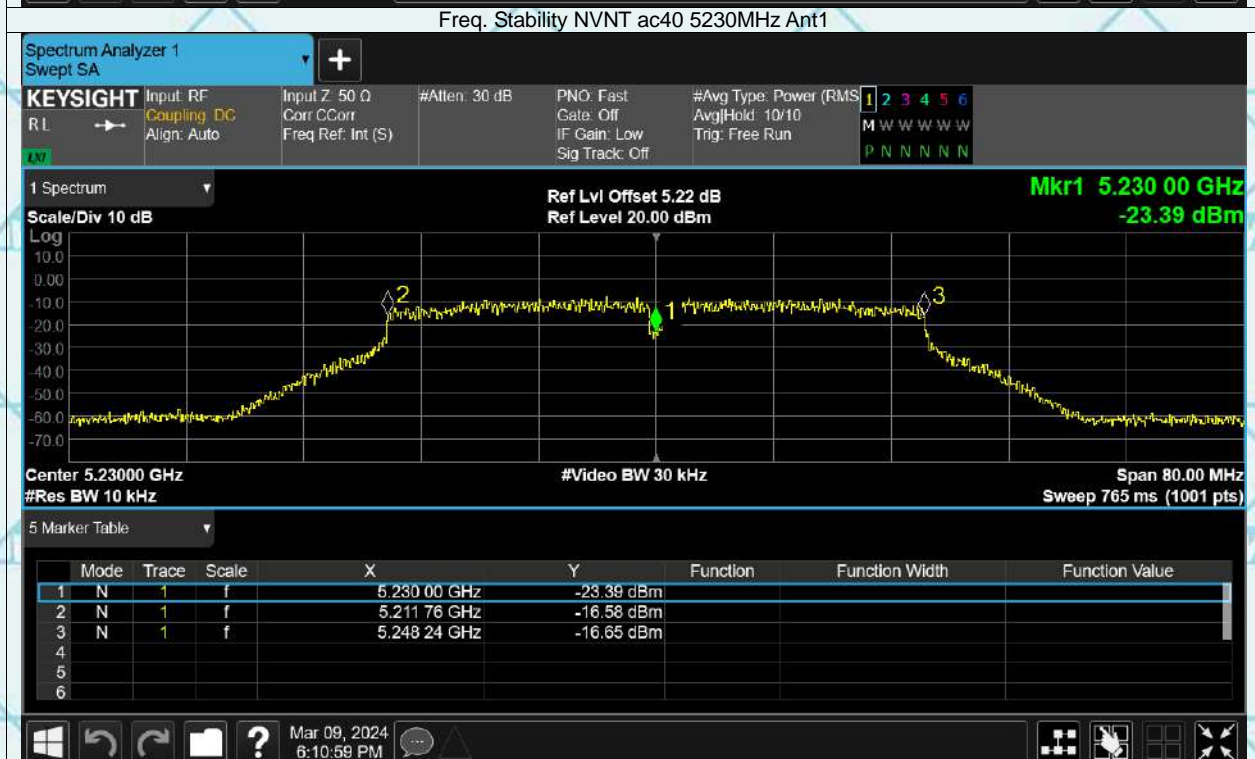 Freq. Stability NVNT ac40 5230MHz Ant1
Spectrum Analyzer 1
Swept SA
+
KEYSIGHT
RL
LXI
Input: RF
Coupling: DC
Align: Auto
Input Z: 50 Ω
Corr CCorr
Freq Ref: Int (S)
#Atten: 30 dB
PNO: Fast
Gate: Off
IF Gain: Low
Sig Track: Off
#Avg Type: Power (RMS
Avg|Hold: 10/10
Trig: Free Run
1 2 3 4 5 6
M W W W W W
P N N N N N
1 Spectrum
Scale/Div 10 dB
Ref Lvl Offset 5.22 dB
Ref Level 20.00 dBm
Mkr1 5.230 00 GHz
-23.39 dBm
Log
10.0
0.00
-10.0
-20.0
-30.0
-40.0
-50.0
-60.0
-70.0
2
1
3
Center 5.23000 GHz
#Video BW 30 kHz
Span 80.00 MHz
#Res BW 10 kHz
Sweep 765 ms (1001 pts)
5 Marker Table
Mode Trace Scale X Y Function Function Width Function Value
1 N 1 f 5.230 00 GHz -23.39 dBm
2 N 1 f 5.211 76 GHz -16.58 dBm
3 N 1 f 5.248 24 GHz -16.65 dBm
4
5
6
?
Mar 09, 2024
6:10:59 PM